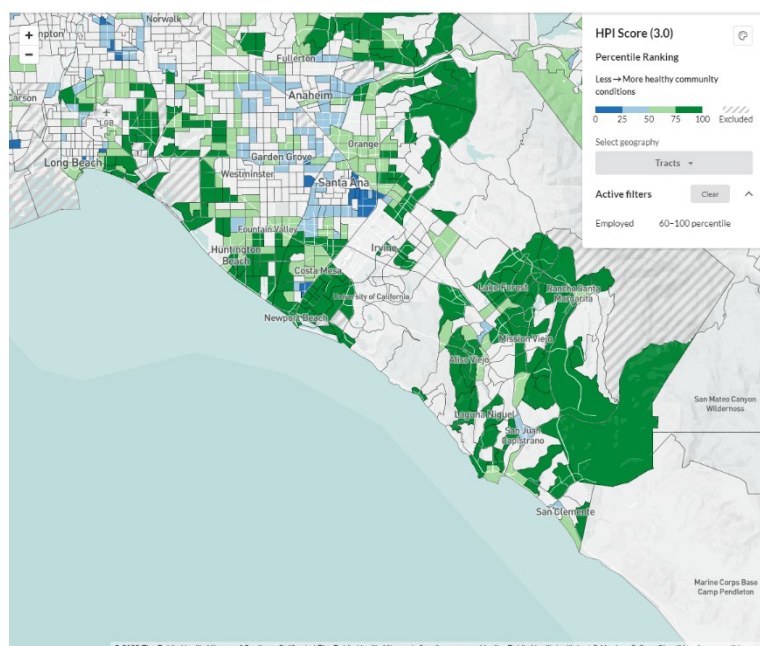 +
−
Norwalk
Fullerton
Anaheim
Carson
LGB
Long Beach
Orange
Garden Grove
Westminster
Santa Ana
Fountain Valley
Irvine
Huntington
Beach
Costa Mesa
University of California
Newport Beach
Lake Forest
Rancho Santa
Margarita
Mission Viejo
Aliso Viejo
Laguna Niguel
San Juan
Capistrano
San Clemente
San Mateo Canyon
Wilderness
Marine Corps Base
Camp Pendleton
HPI Score (3.0)
Percentile Ranking
Less → More healthy community
conditions
0 25 50 75 100 Excluded
Select geography
Tracts
Active filters Clear
Employed 60–100 percentile